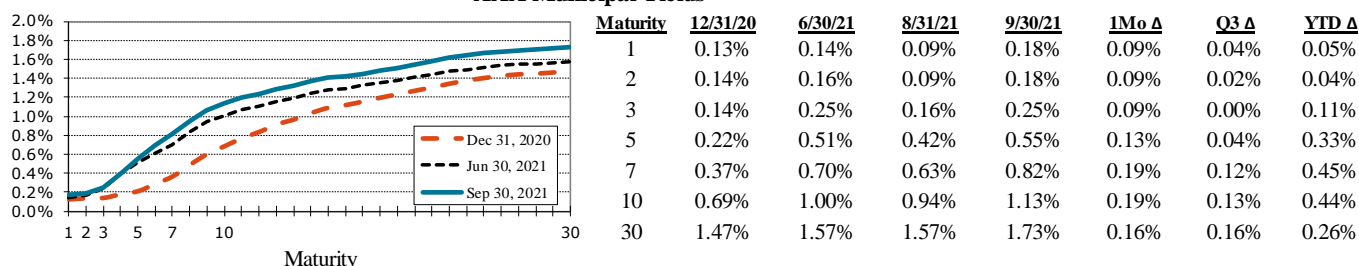 AAA Municipal Yields
2.0%
1.8%
1.6%
1.4%
1.2%
1.0%
0.8%
0.6%
0.4%
0.2%
0.0%
Dec 31, 2020
Jun 30, 2021
Sep 30, 2021
1 2 3 5 7 10 30
Maturity
Maturity 12/31/20 6/30/21 8/31/21 9/30/21 1Mo Δ Q3 Δ YTD Δ
1 0.13% 0.14% 0.09% 0.18% 0.09% 0.04% 0.05%
2 0.14% 0.16% 0.09% 0.18% 0.09% 0.02% 0.04%
3 0.14% 0.25% 0.16% 0.25% 0.09% 0.00% 0.11%
5 0.22% 0.51% 0.42% 0.55% 0.13% 0.04% 0.33%
7 0.37% 0.70% 0.63% 0.82% 0.19% 0.12% 0.45%
10 0.69% 1.00% 0.94% 1.13% 0.19% 0.13% 0.44%
30 1.47% 1.57% 1.57% 1.73% 0.16% 0.16% 0.26%